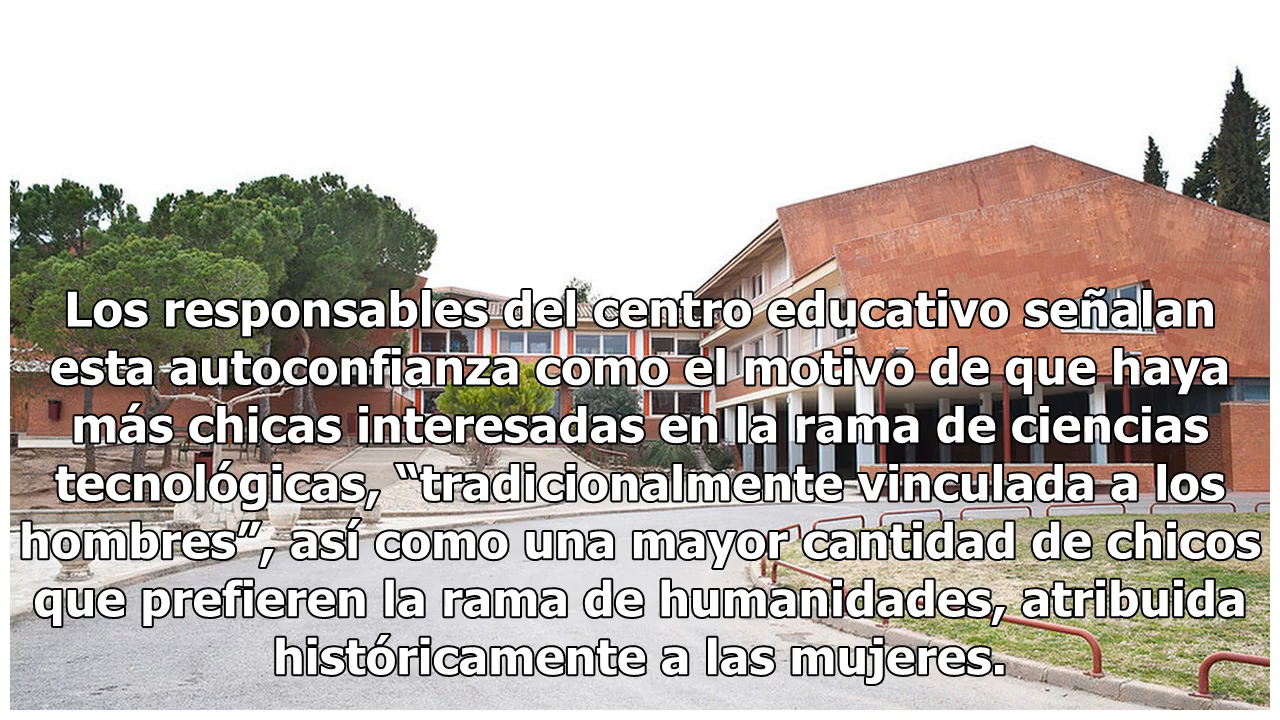 Los responsables del centro educativo señalan
esta autoconfianza como el motivo de que haya
más chicas interesadas en la rama de ciencias
tecnológicas, “tradicionalmente vinculada a los
hombres”, así como una mayor cantidad de chicos
que prefieren la rama de humanidades, atribuida
históricamente a las mujeres.